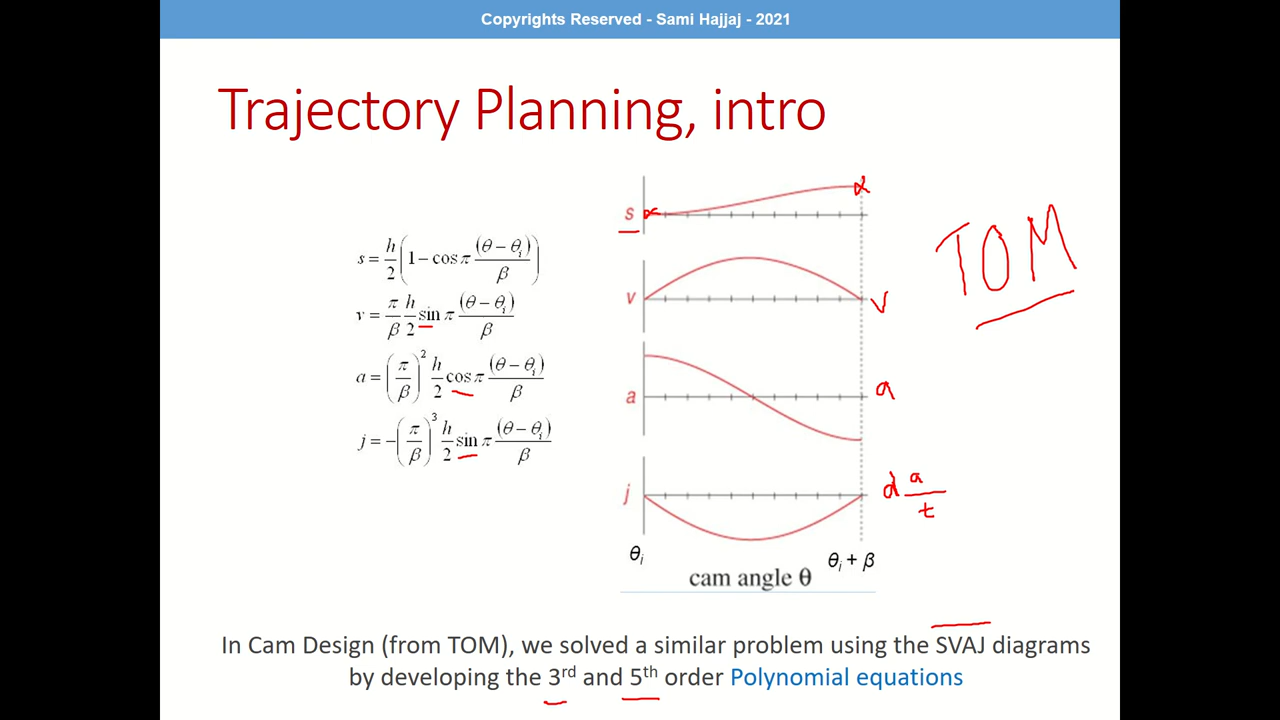 Copyrights Reserved - Sami Hajjaj - 2021
Trajectory Planning, intro
s = h/2 (1 − cos π (θ − θᵢ)/β)
v = π/β h/2 sin π (θ − θᵢ)/β
a = (π/β)² h/2 cos π (θ − θᵢ)/β
j = −(π/β)³ h/2 sin π (θ − θᵢ)/β
s
v
v
a
a
j
d a/t
θᵢ
θᵢ + β
cam angle θ
TOM
In Cam Design (from TOM), we solved a similar problem using the SVAJ diagrams
by developing the 3rd and 5th order Polynomial equations